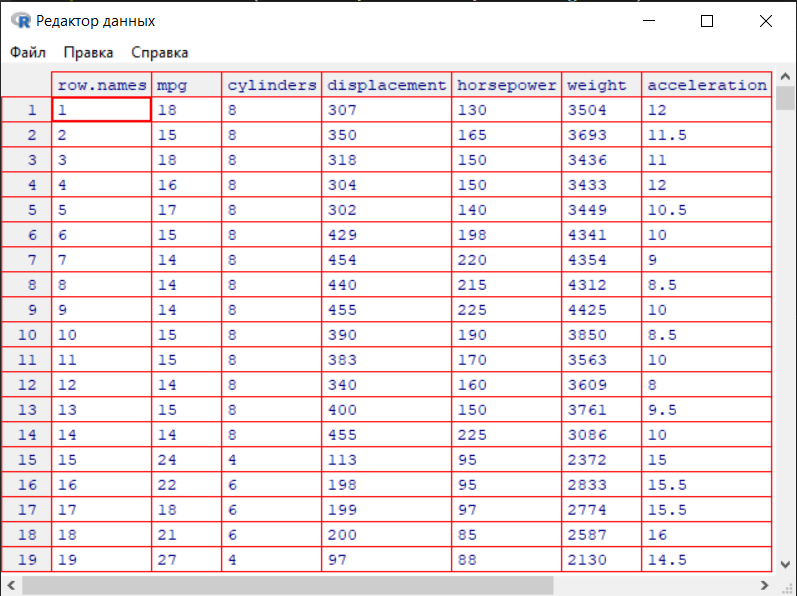 R Редактор данных
Файл Правка Справка
row.names mpg cylinders displacement horsepower weight acceleration
1 1 18 8 307 130 3504 12
2 2 15 8 350 165 3693 11.5
3 3 18 8 318 150 3436 11
4 4 16 8 304 150 3433 12
5 5 17 8 302 140 3449 10.5
6 6 15 8 429 198 4341 10
7 7 14 8 454 220 4354 9
8 8 14 8 440 215 4312 8.5
9 9 14 8 455 225 4425 10
10 10 15 8 390 190 3850 8.5
11 11 15 8 383 170 3563 10
12 12 14 8 340 160 3609 8
13 13 15 8 400 150 3761 9.5
14 14 14 8 455 225 3086 10
15 15 24 4 113 95 2372 15
16 16 22 6 198 95 2833 15.5
17 17 18 6 199 97 2774 15.5
18 18 21 6 200 85 2587 16
19 19 27 4 97 88 2130 14.5